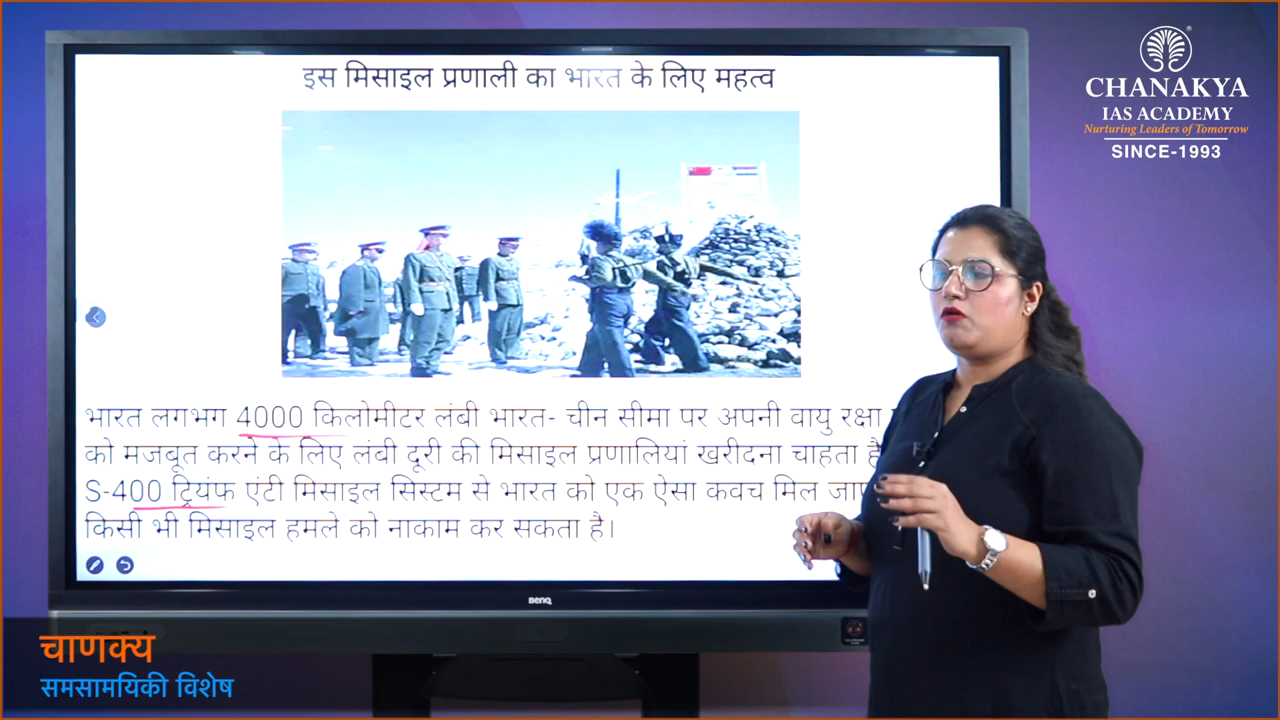 इस मिसाइल प्रणाली का भारत के लिए महत्व
भारत लगभग 4000 किलोमीटर लंबी भारत- चीन सीमा पर अपनी वायु रक्षा
को मजबूत करने के लिए लंबी दूरी की मिसाइल प्रणालियां खरीदना चाहता है
S-400 ट्रियंफ एंटी मिसाइल सिस्टम से भारत को एक ऐसा कवच मिल
किसी भी मिसाइल हमले को नाकाम कर सकता है।
BenQ
CHANAKYA
IAS ACADEMY
Nurturing Leaders of Tomorrow
SINCE-1993
चाणक्य
समसामयिकी विशेष